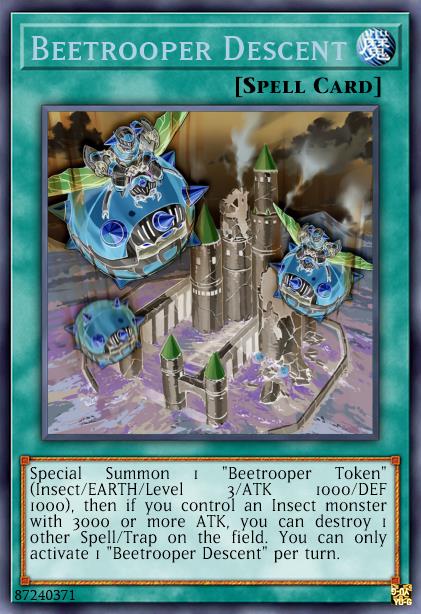 Beetrooper Descent
[Spell Card]
Special Summon 1 "Beetrooper Token"
(Insect/EARTH/Level 3/ATK 1000/DEF
1000), then if you control an Insect monster
with 3000 or more ATK, you can destroy 1
other Spell/Trap on the field. You can only
activate 1 "Beetrooper Descent" per turn.
87240371